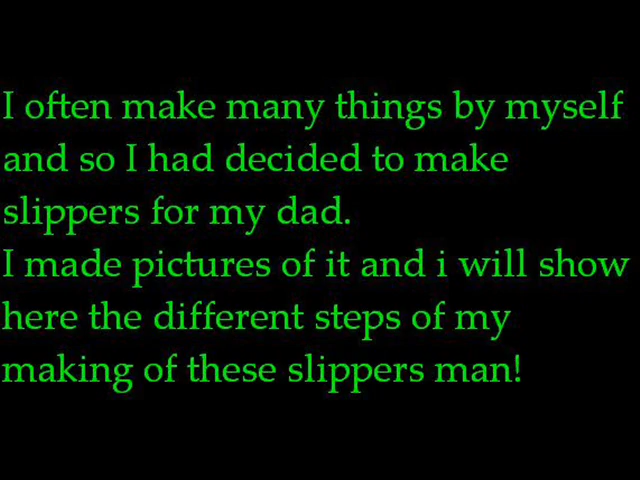 I often make many things by myself
and so I had decided to make
slippers for my dad.
I made pictures of it and i will show
here the different steps of my
making of these slippers man!